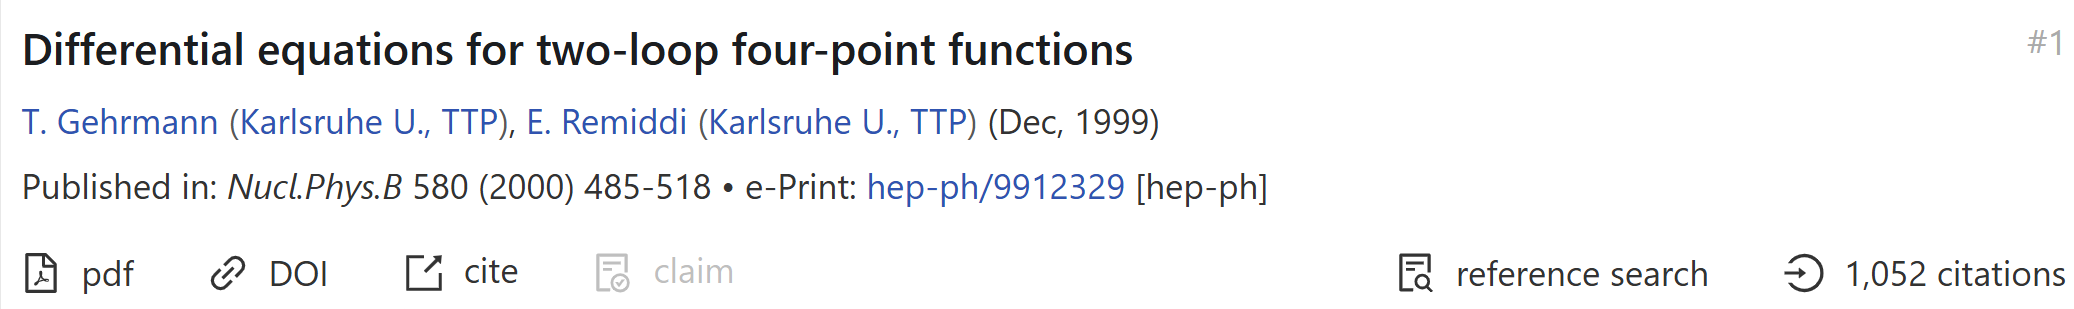 Differential equations for two-loop four-point functions #1
T. Gehrmann (Karlsruhe U., TTP), E. Remiddi (Karlsruhe U., TTP) (Dec, 1999)
Published in: Nucl.Phys.B 580 (2000) 485-518 • e-Print: hep-ph/9912329 [hep-ph]
pdf DOI cite claim reference search 1,052 citations